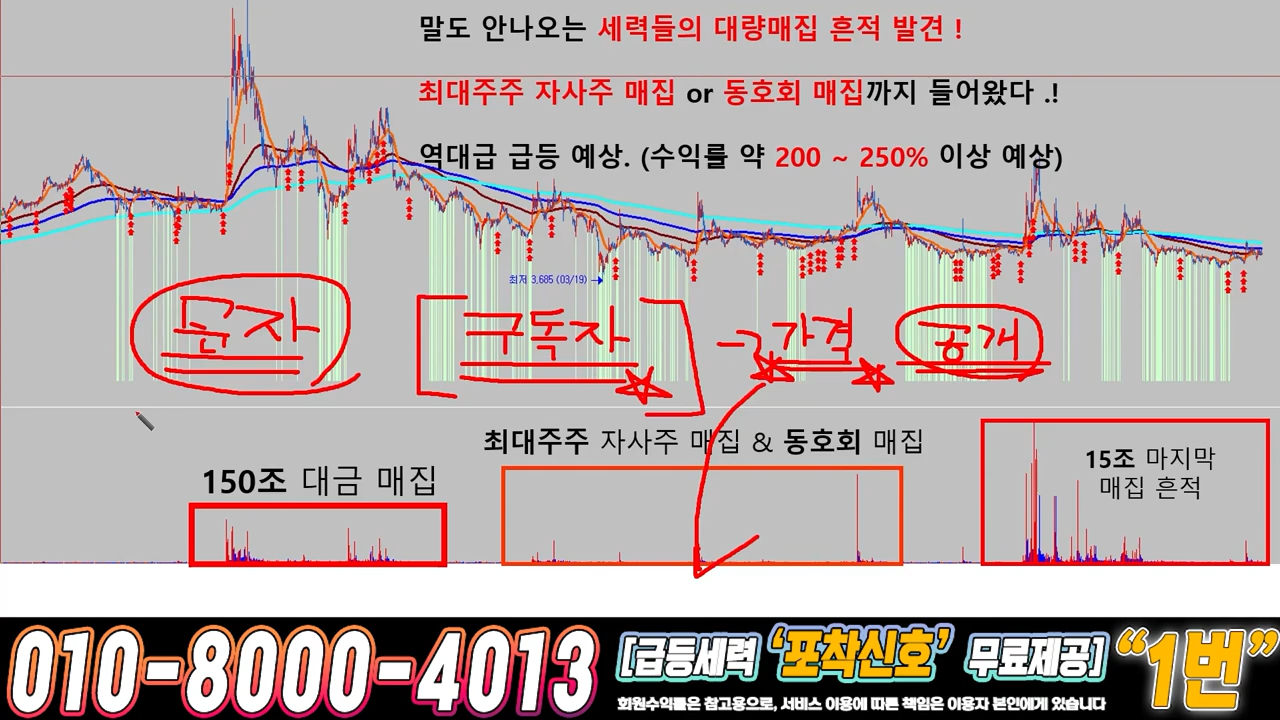 말도 안나오는 세력들의 대량매집 흔적 발견 !
최대주주 자사주 매집 or 동호회 매집까지 들어왔다 .!
역대급 급등 예상. (수익률 약 200 ~ 250% 이상 예상)
최저 3,685 (03/19) →
문자 [구독자] → 가격 공개
최대주주 자사주 매집 & 동호회 매집
150조 대금 매집
15조 마지막
매집 흔적
010-8000-4013 [급등세력 '포착신호' 무료제공] "1번"
회원수익률은 참고용으로, 서비스 이용에 따른 책임은 이용자 본인에게 있습니다